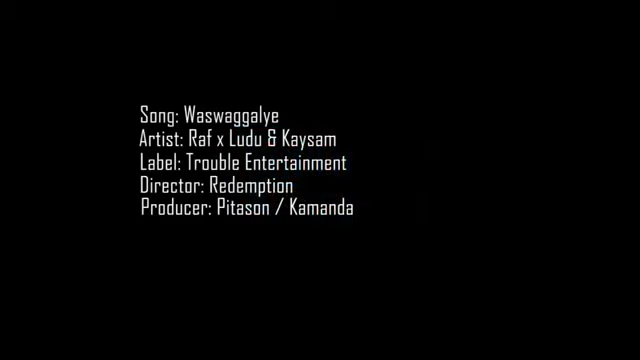 Song: Waswaggalye
Artist: Raf x Ludu & Kaysam
Label: Trouble Entertainment
Director: Redemption
Producer: Pitason / Kamanda